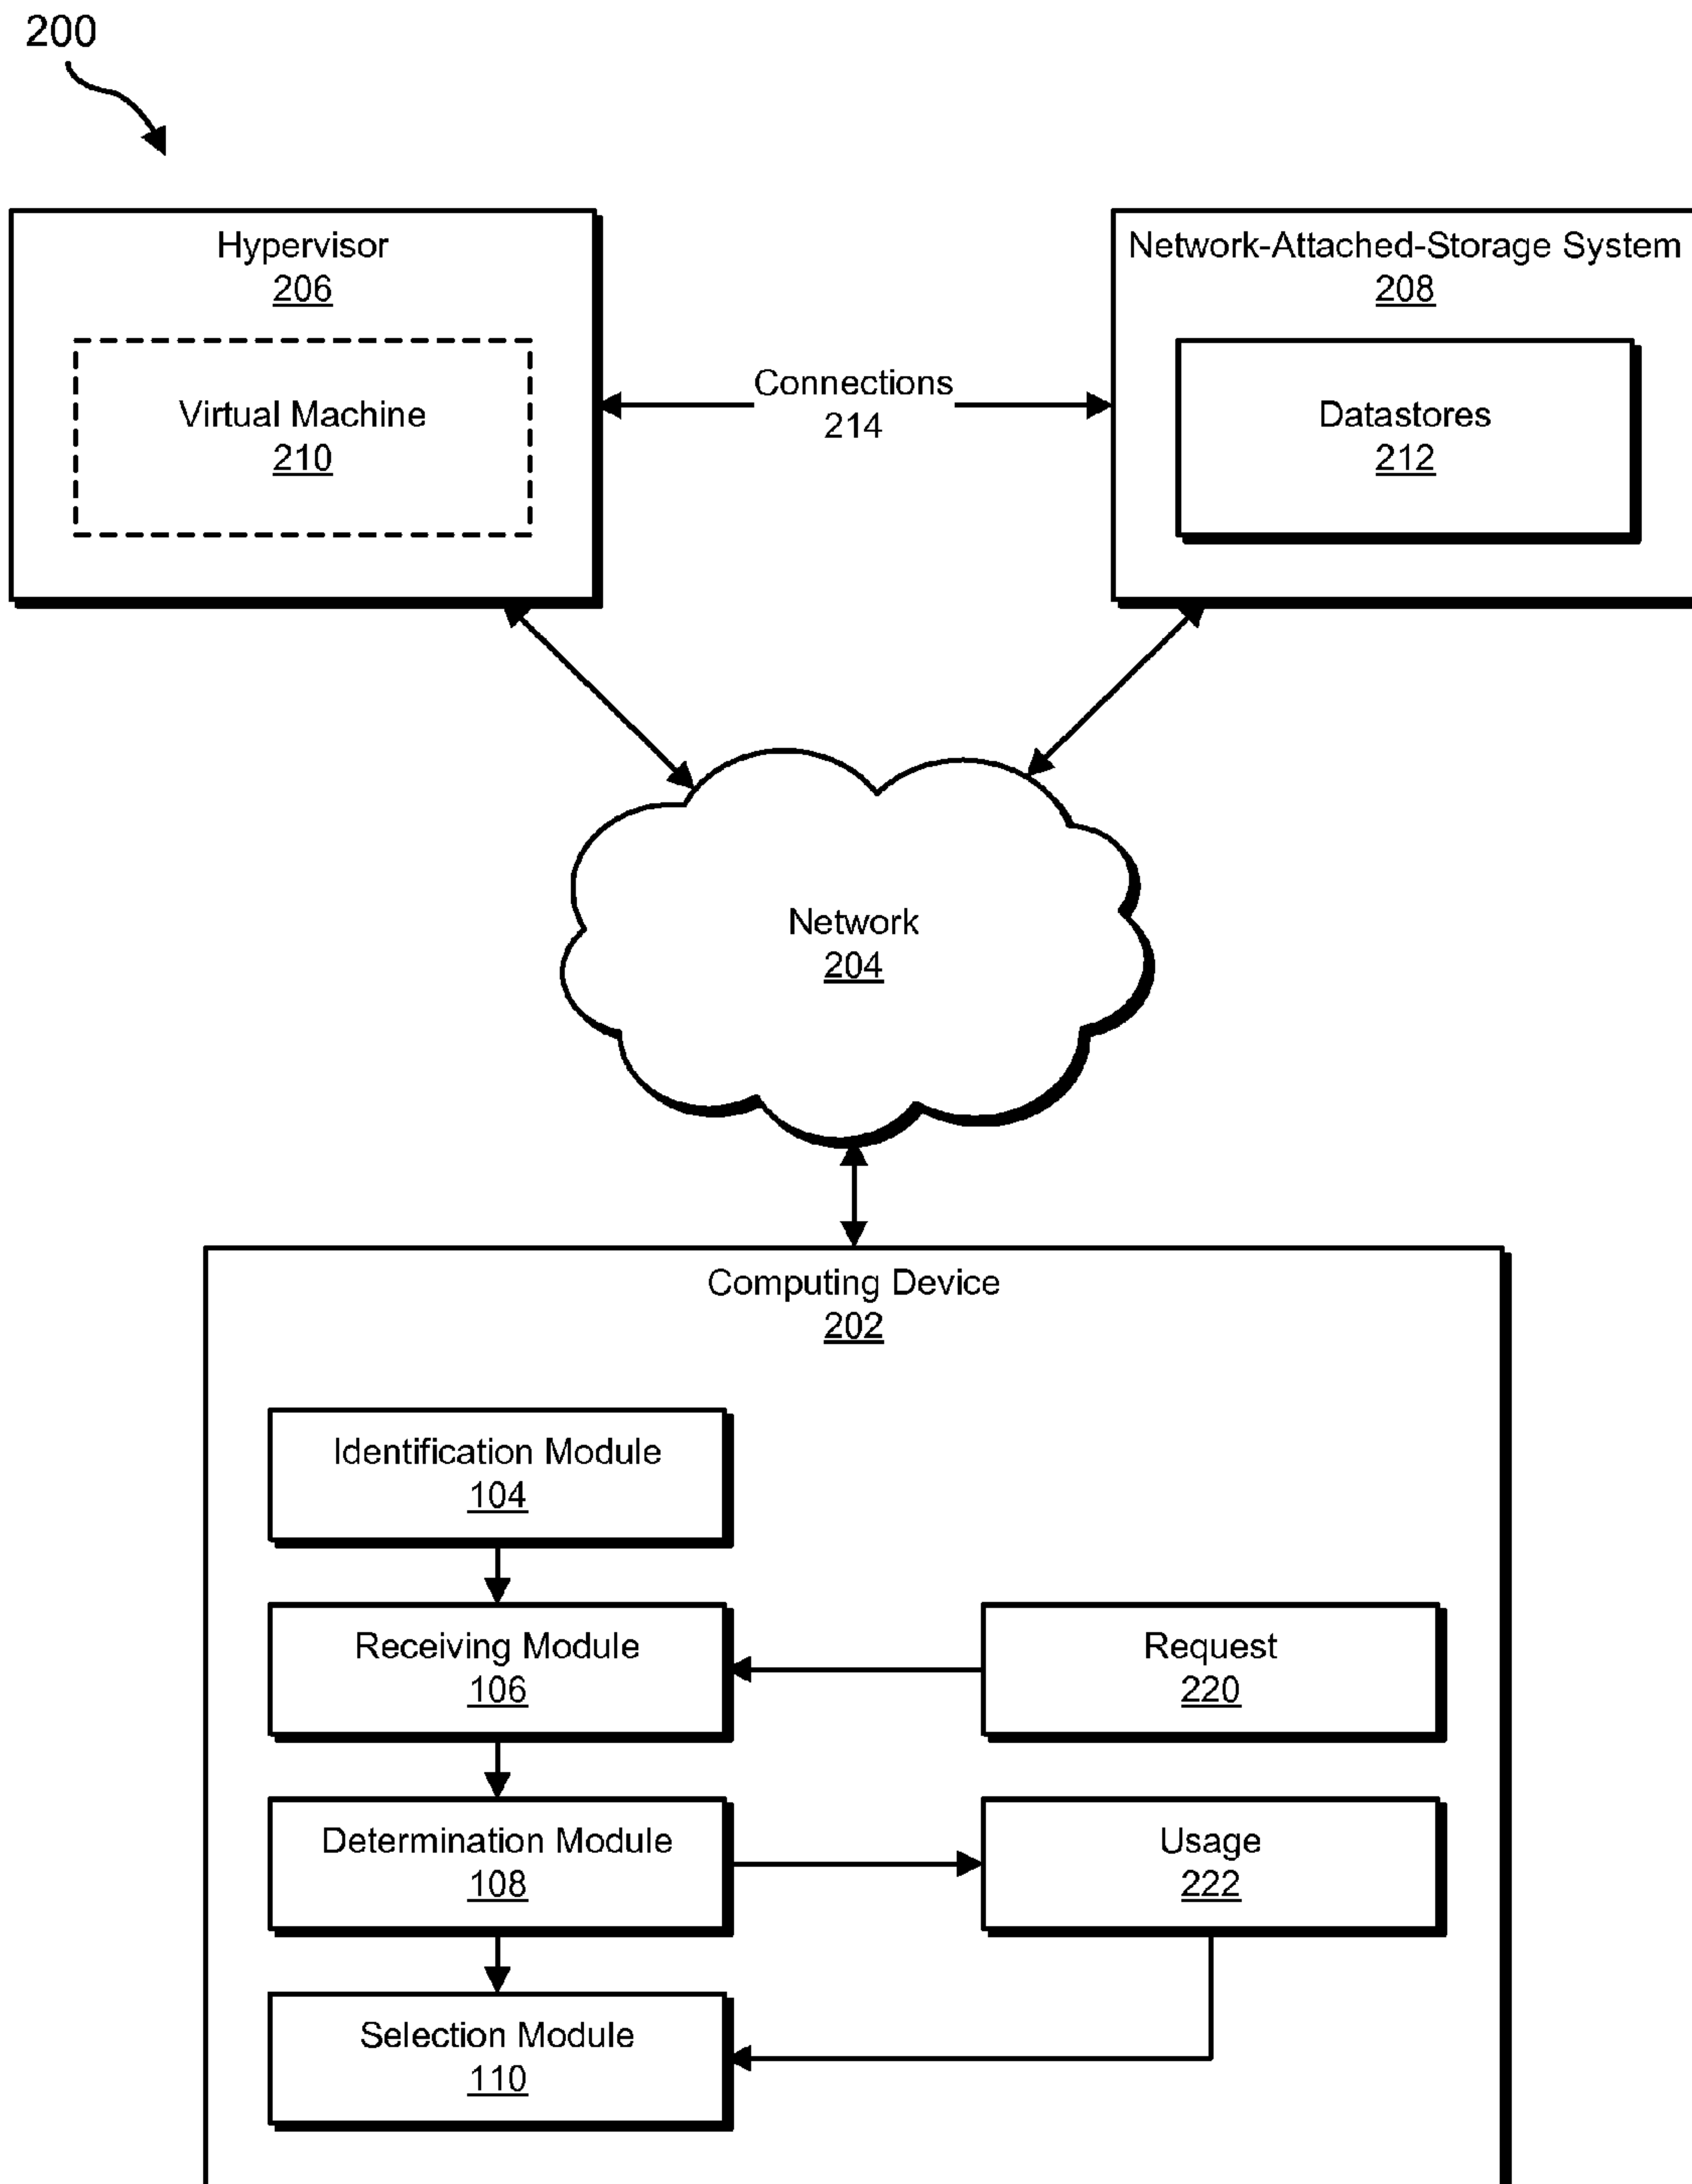 200
Hypervisor
206
Virtual Machine
210
Connections
214
Network-Attached-Storage System
208
Datastores
212
Network
204
Computing Device
202
Identification Module
104
Receiving Module
106
Request
220
Determination Module
108
Usage
222
Selection Module
110